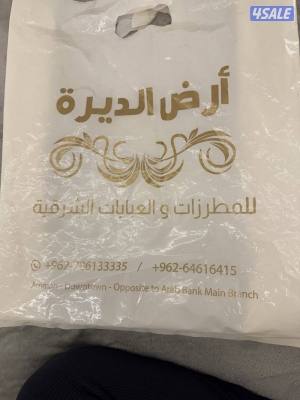 4SALE
أرض الديرة
للمطرزات و العبايات الشرقية
+962-796133335 / +962-64616415
Amman - Downtown - Opposite to Arab Bank Main Branch